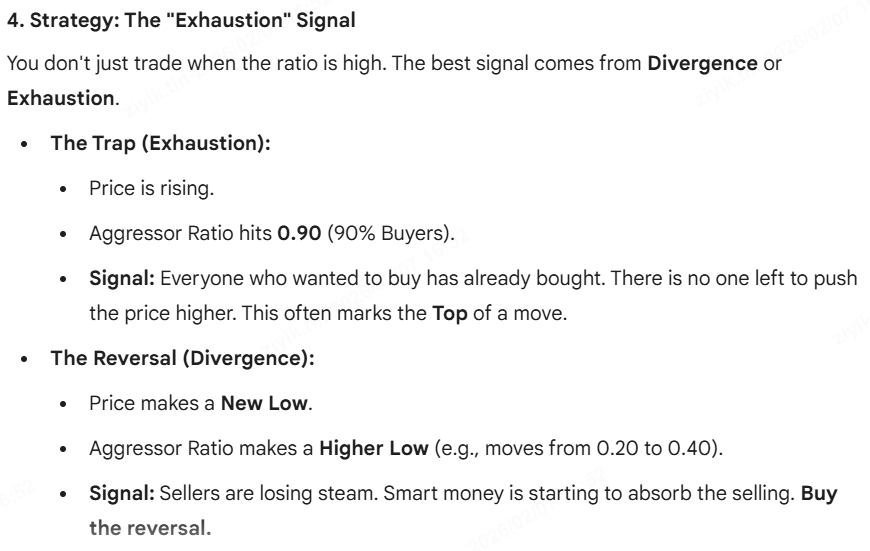 4. Strategy: The "Exhaustion" Signal
You don't just trade when the ratio is high. The best signal comes from Divergence or
Exhaustion.
• The Trap (Exhaustion):
• Price is rising.
• Aggressor Ratio hits 0.90 (90% Buyers).
• Signal: Everyone who wanted to buy has already bought. There is no one left to push
the price higher. This often marks the Top of a move.
• The Reversal (Divergence):
• Price makes a New Low.
• Aggressor Ratio makes a Higher Low (e.g., moves from 0.20 to 0.40).
• Signal: Sellers are losing steam. Smart money is starting to absorb the selling. Buy
the reversal.